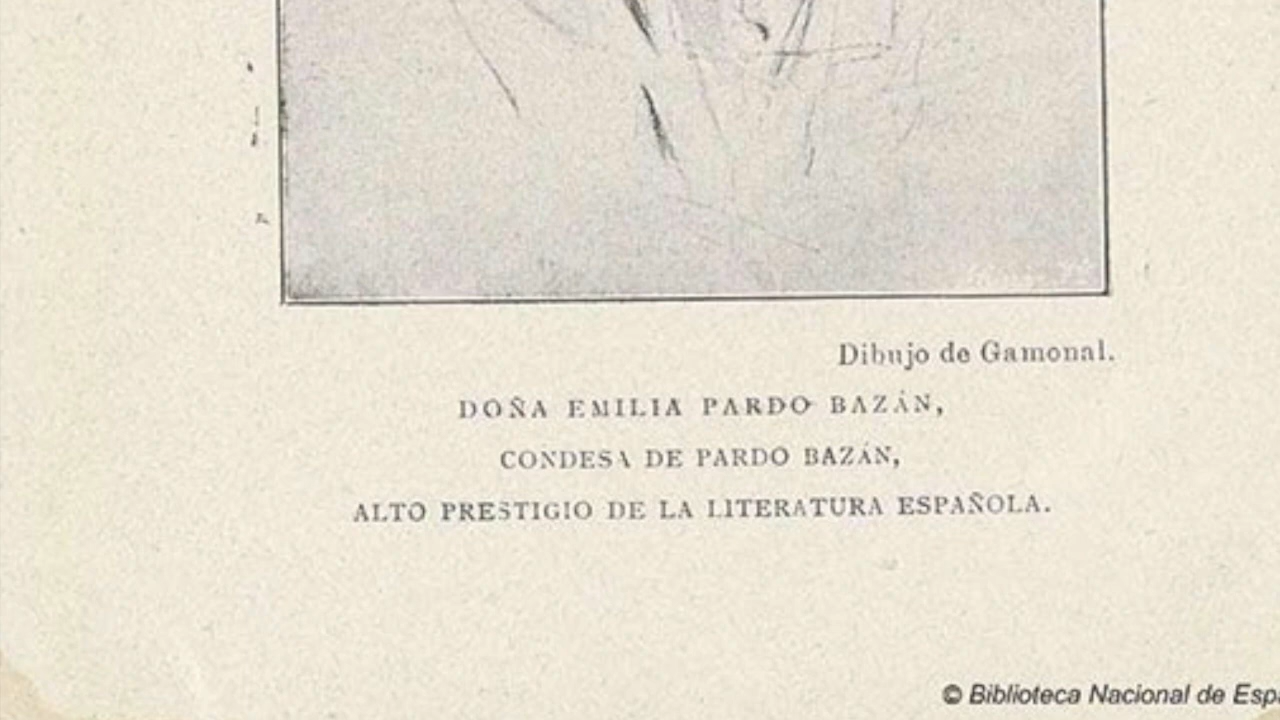 Dibujo de Gamonal.
DOÑA EMILIA PARDO BAZÁN,
CONDESA DE PARDO BAZÁN,
ALTO PRESTIGIO DE LA LITERATURA ESPAÑOLA.
© Biblioteca Nacional de Espa